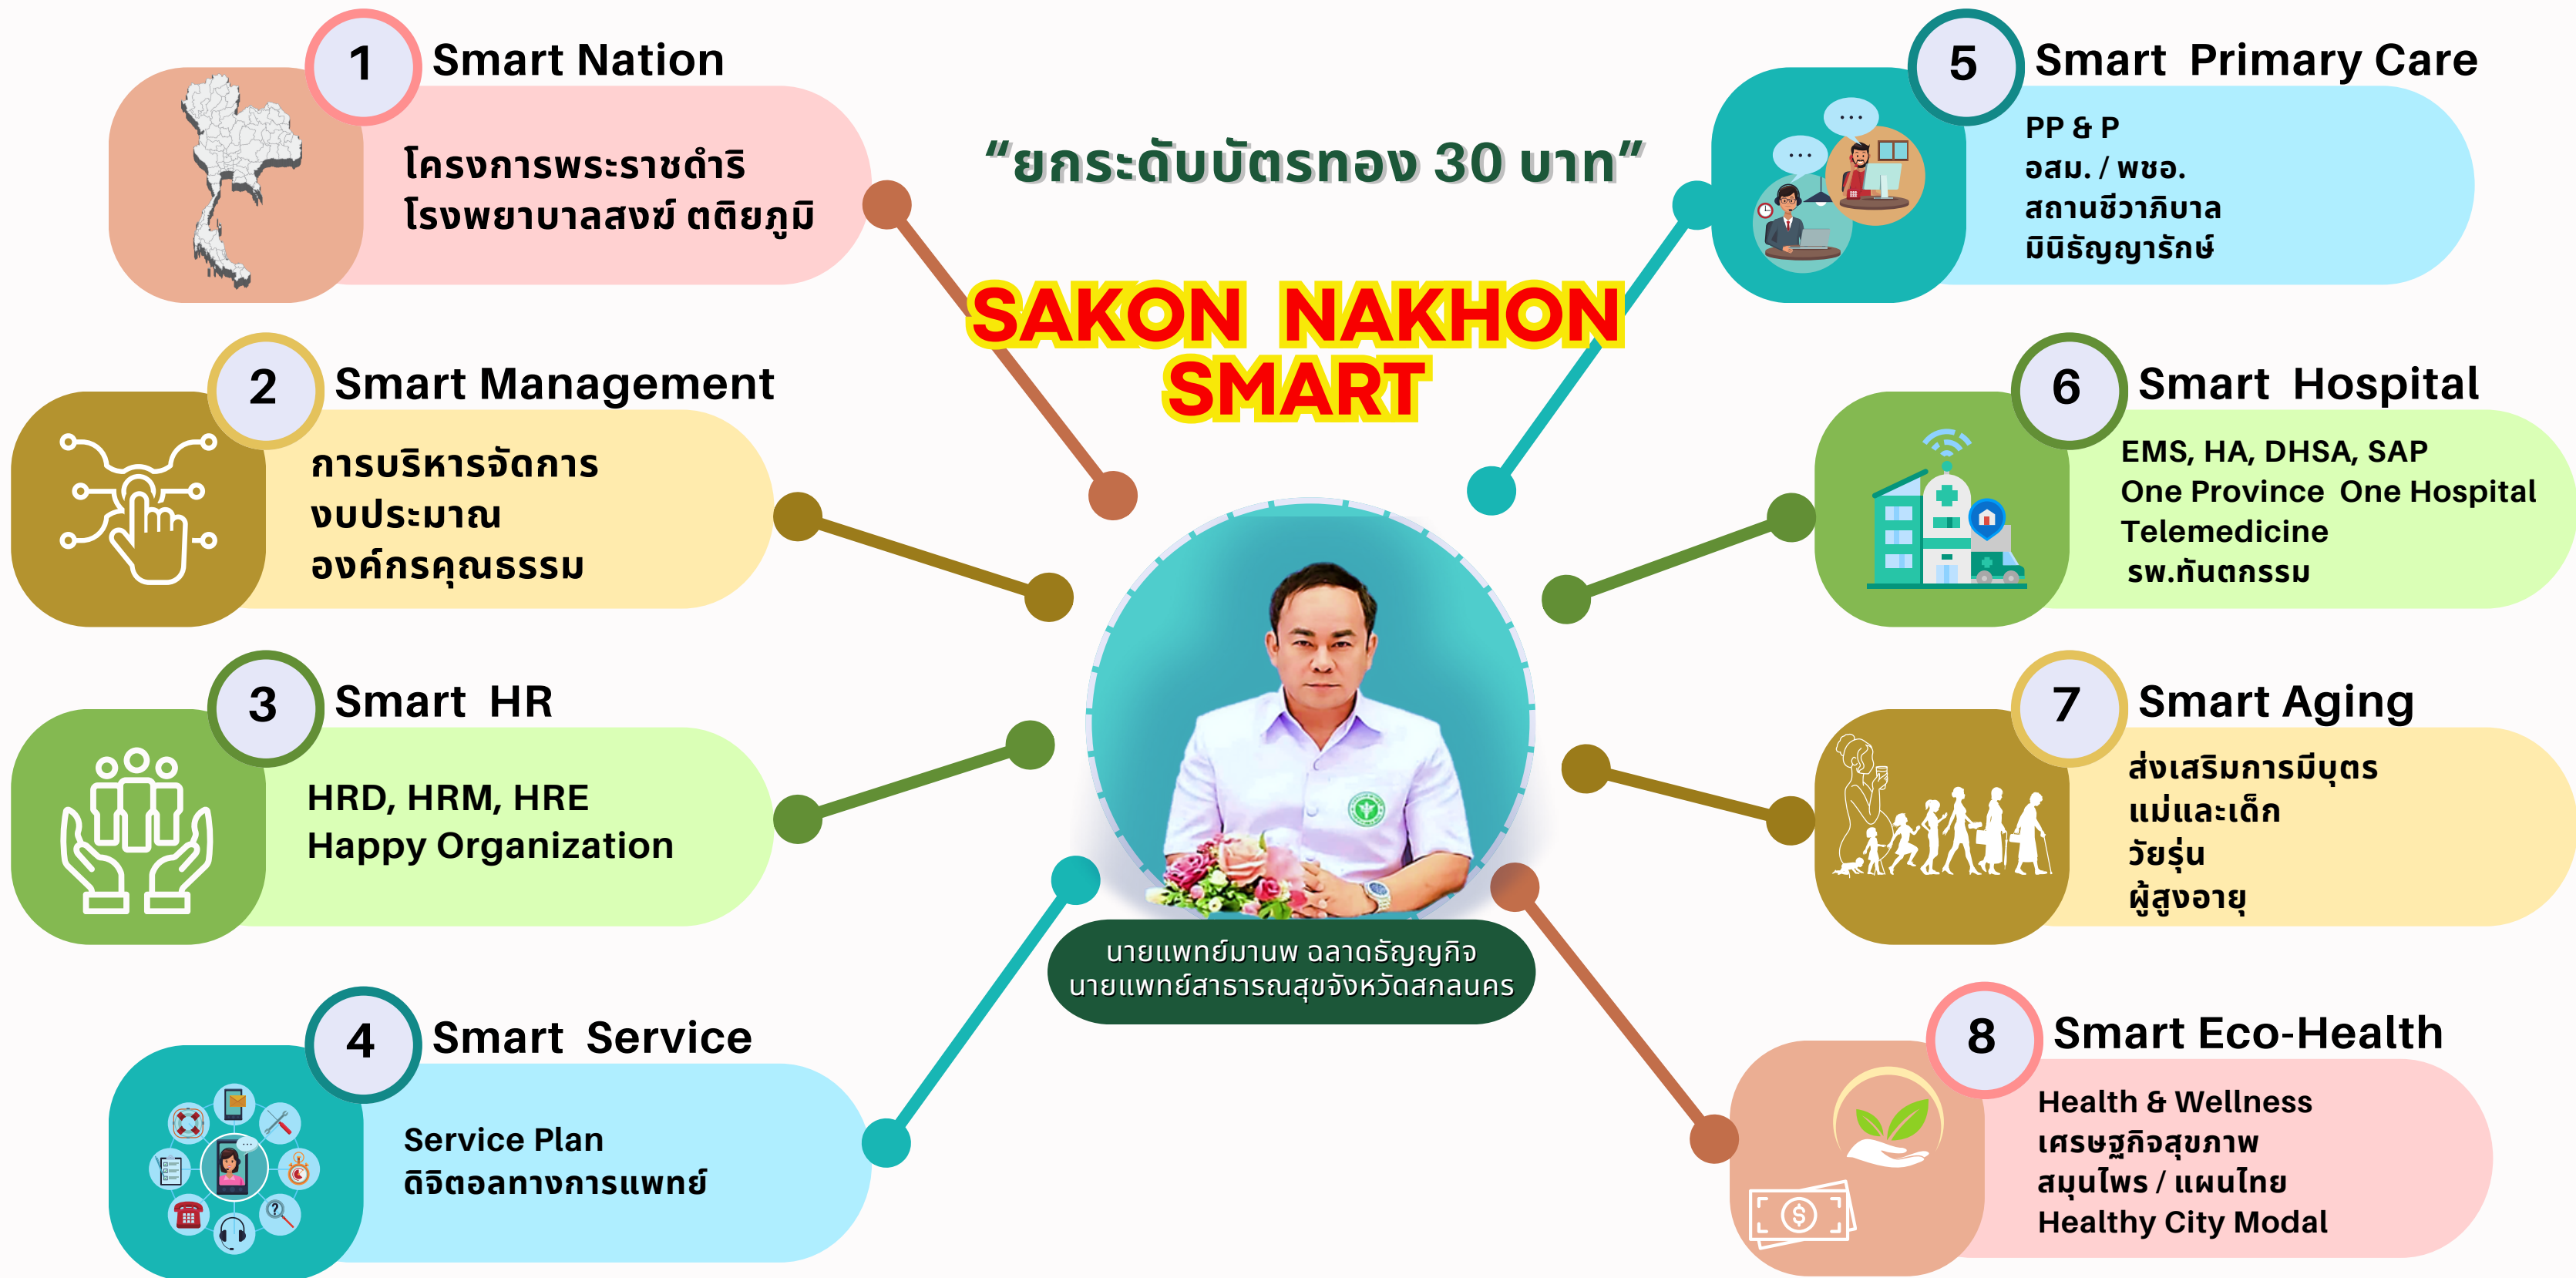 1 Smart Nation
โครงการพระราชดำริ
โรงพยาบาลสงฆ์ ตติยภูมิ
2 Smart Management
การบริหารจัดการ
งบประมาณ
องค์กรคุณธรรม
3 Smart HR
HRD, HRM, HRE
Happy Organization
4 Smart Service
Service Plan
ดิจิตอลทางการแพทย์
“ยกระดับบัตรทอง 30 บาท”
SAKON NAKHON
SMART
นายแพทย์มานพ ฉลาดธัญญกิจ
นายแพทย์สาธารณสุขจังหวัดสกลนคร
5 Smart Primary Care
PP & P
อสม. / พชอ.
สถานชีวาภิบาล
มินิธัญญารักษ์
6 Smart Hospital
EMS, HA, DHSA, SAP
One Province One Hospital
Telemedicine
รพ.ทันตกรรม
7 Smart Aging
ส่งเสริมการมีบุตร
แม่และเด็ก
วัยรุ่น
ผู้สูงอายุ
8 Smart Eco-Health
Health & Wellness
เศรษฐกิจสุขภาพ
สมุนไพร / แผนไทย
Healthy City Modal